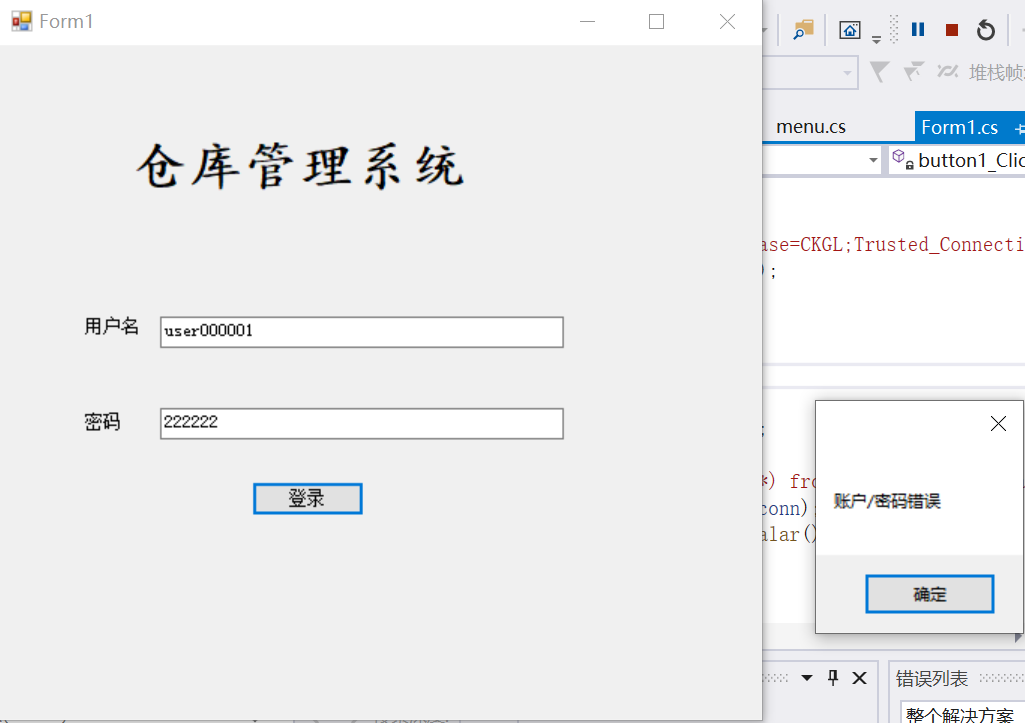 Form1
仓库管理系统
用户名
user000001
密码
222222
登录
堆栈帧
menu.cs
Form1.cs
button1_Clic
ase=CKGL;Trusted_Connecti
);
;
*) fro
conn);
alar()
账户/密码错误
确定
错误列表
整个解决方案